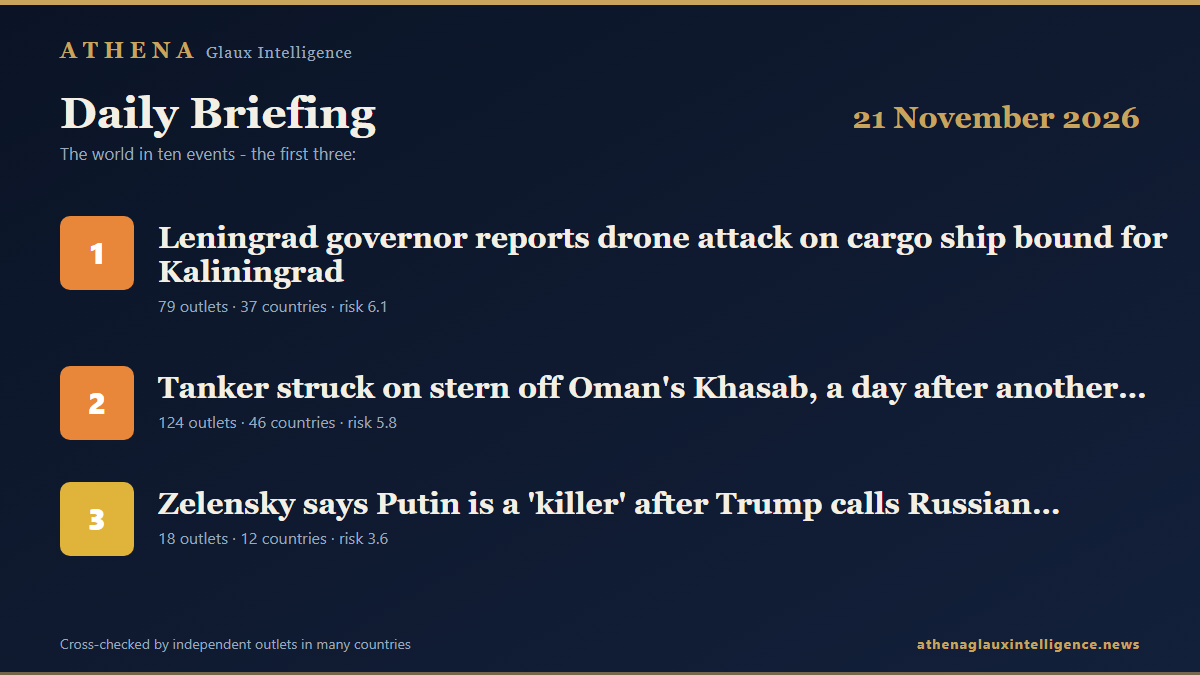 ATHENA Glaux Intelligence
Daily Briefing
21 November 2026
The world in ten events - the first three:
1
Leningrad governor reports drone attack on cargo ship bound for
Kaliningrad
79 outlets · 37 countries · risk 6.1
2
Tanker struck on stern off Oman's Khasab, a day after another...
124 outlets · 46 countries · risk 5.8
3
Zelensky says Putin is a 'killer' after Trump calls Russian...
18 outlets · 12 countries · risk 3.6
Cross-checked by independent outlets in many countries
athenaglauxintelligence.news